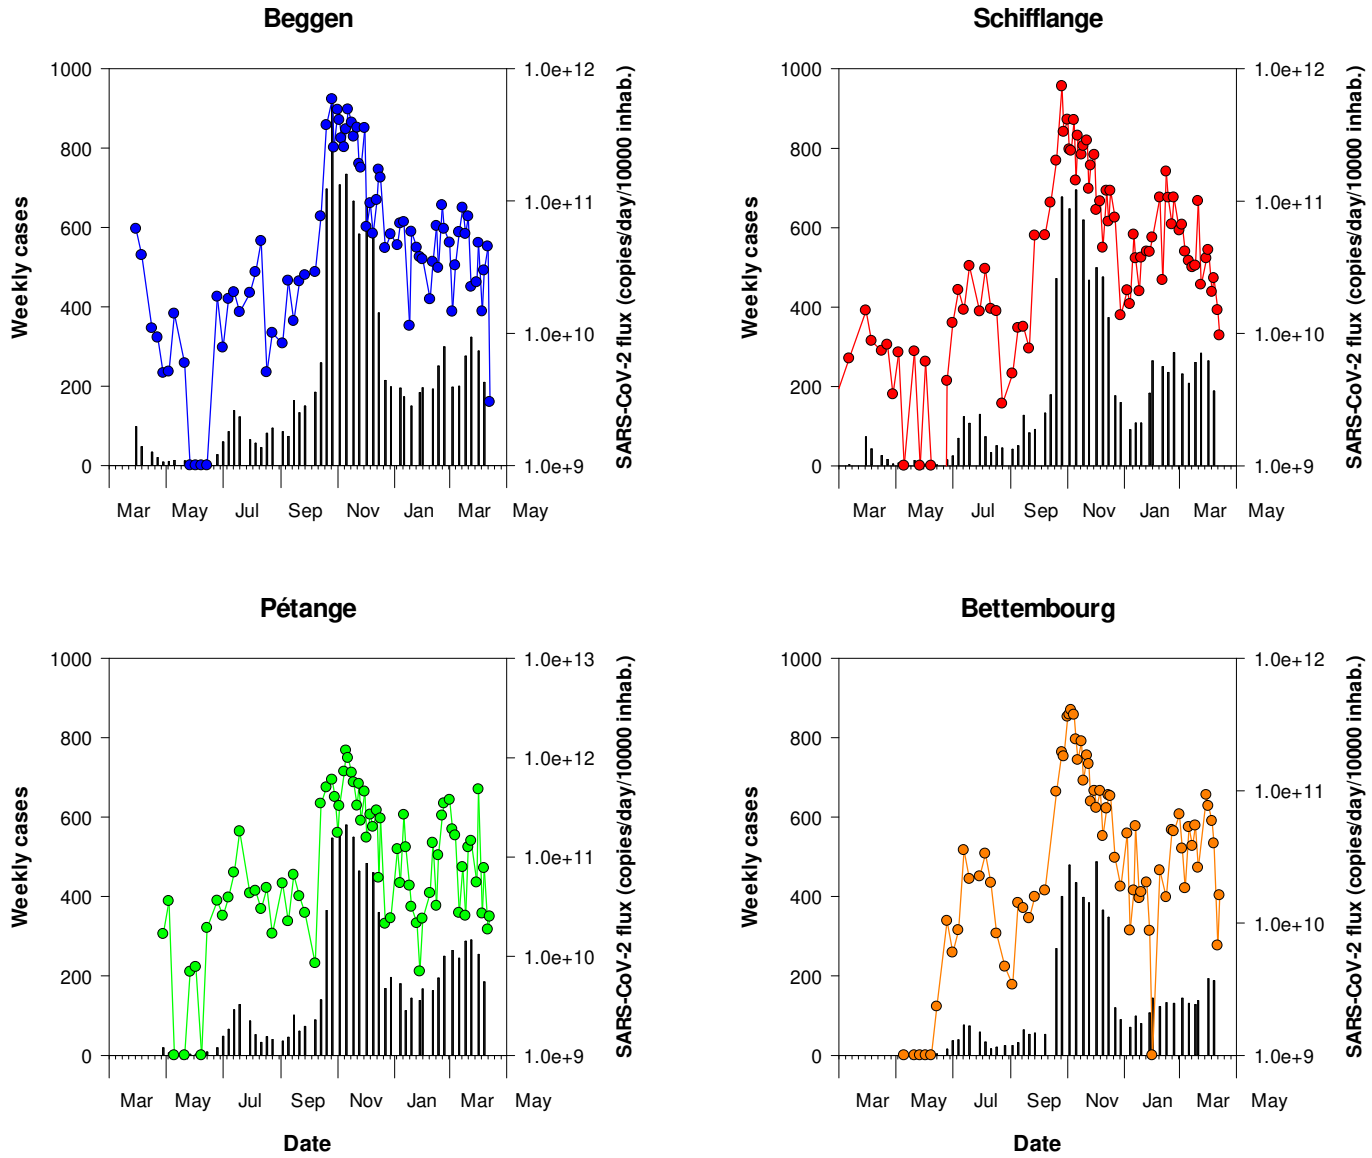 Beggen
Schifflange
1000
800
600
400
200
0
Weekly cases
1.0e+12
1.0e+11
1.0e+10
1.0e+9
SARS-CoV-2 flux (copies/day/10000 inhab.)
Mar May Jul Sep Nov Jan Mar May
1000
800
600
400
200
0
Weekly cases
1.0e+12
1.0e+11
1.0e+10
1.0e+9
SARS-CoV-2 flux (copies/day/10000 inhab.)
Mar May Jul Sep Nov Jan Mar May
Pétange
Bettembourg
1000
800
600
400
200
0
Weekly cases
1.0e+13
1.0e+12
1.0e+11
1.0e+10
1.0e+9
SARS-CoV-2 flux (copies/day/10000 inhab.)
Mar May Jul Sep Nov Jan Mar May
Date
1000
800
600
400
200
0
Weekly cases
1.0e+12
1.0e+11
1.0e+10
1.0e+9
SARS-CoV-2 flux (copies/day/10000 inhab.)
Mar May Jul Sep Nov Jan Mar May
Date